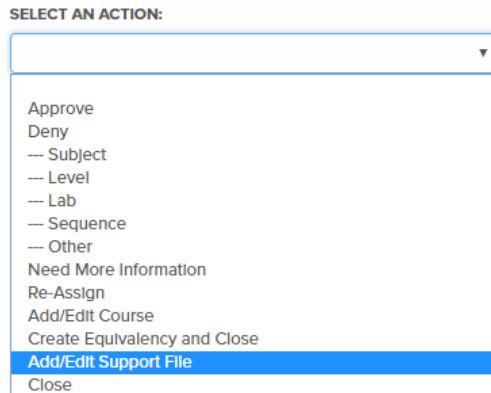 SELECT AN ACTION:
Approve
Deny
--- Subject
--- Level
--- Lab
--- Sequence
--- Other
Need More Information
Re-Assign
Add/Edit Course
Create Equivalency and Close
Add/Edit Support File
Close